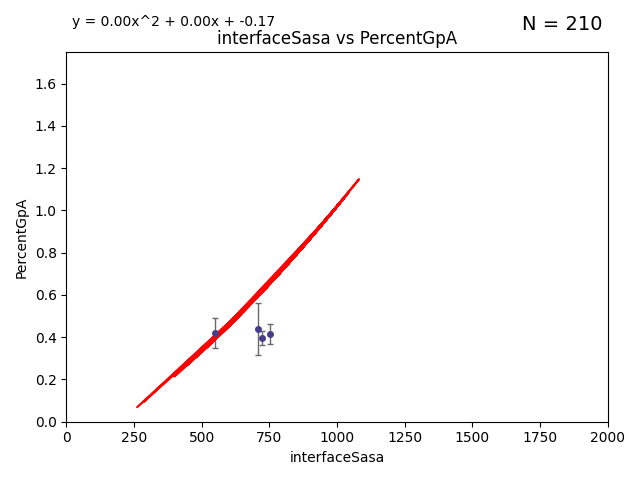 y = 0.00x^2 + 0.00x + -0.17
N = 210
interfaceSasa vs PercentGpA
PercentGpA
1.6
1.4
1.2
1.0
0.8
0.6
0.4
0.2
0.0
0 250 500 750 1000 1250 1500 1750 2000
interfaceSasa